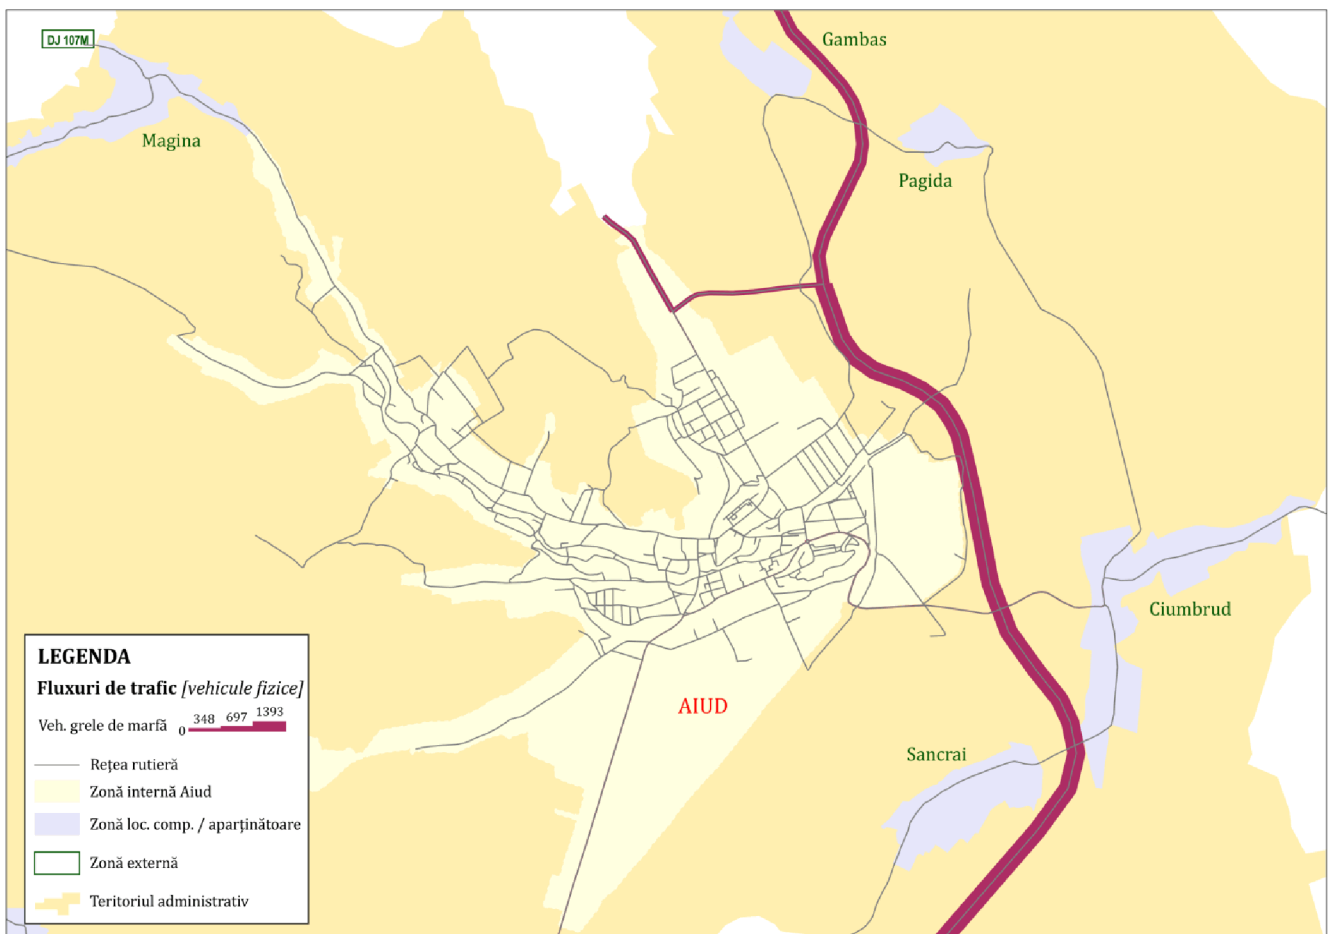 DJ 107M
Gambas
Magina
Pagida
Ciumbrud
AIUD
Sancrai
LEGENDA
Fluxuri de trafic [vehicule fizice]
Veh. grele de marfă 0 348 697 1393
Rețea rutieră
Zonă internă Aiud
Zonă loc. comp. / aparținătoare
Zonă externă
Teritoriul administrativ